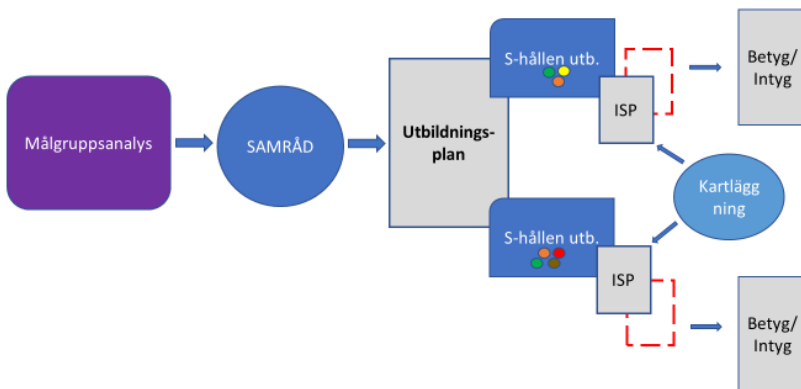 Målgruppsanalys
SAMRÅD
Utbildnings-
plan
S-hållen utb.
ISP
Betyg/
Intyg
Kartlägg
ning
S-hållen utb.
ISP
Betyg/
Intyg